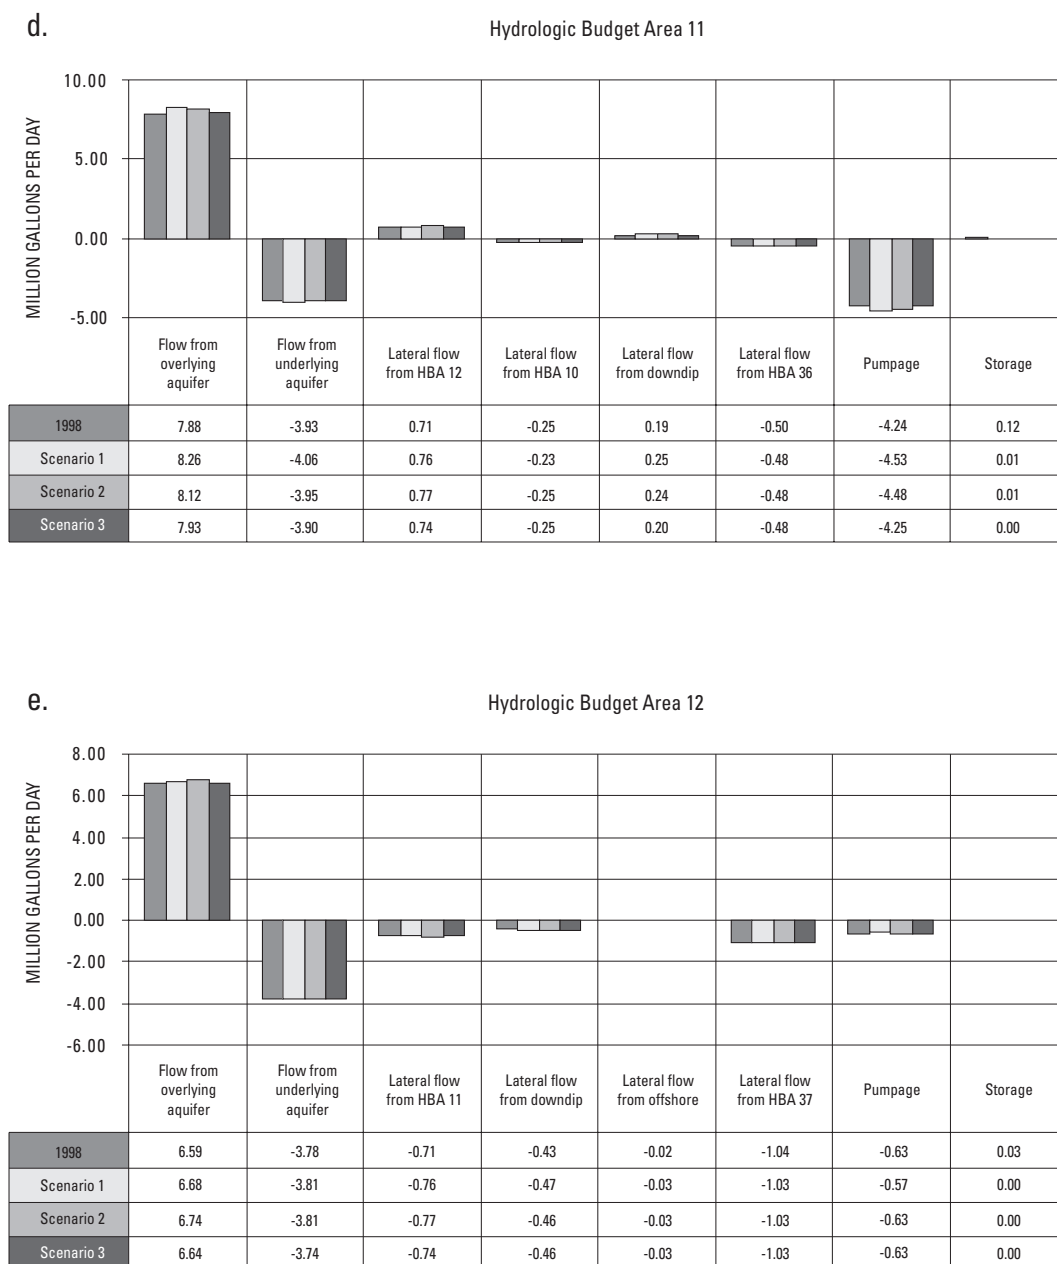 d.
Hydrologic Budget Area 11
MILLION GALLONS PER DAY
10.00
5.00
0.00
-5.00
Flow from
overlying
aquifer
Flow from
underlying
aquifer
Lateral flow
from HBA 12
Lateral flow
from HBA 10
Lateral flow
from downdip
Lateral flow
from HBA 36
Pumpage
Storage
1998 7.88 -3.93 0.71 -0.25 0.19 -0.50 -4.24 0.12
Scenario 1 8.26 -4.06 0.76 -0.23 0.25 -0.48 -4.53 0.01
Scenario 2 8.12 -3.95 0.77 -0.25 0.24 -0.48 -4.48 0.01
Scenario 3 7.93 -3.90 0.74 -0.25 0.20 -0.48 -4.25 0.00
e.
Hydrologic Budget Area 12
MILLION GALLONS PER DAY
8.00
6.00
4.00
2.00
0.00
-2.00
-4.00
-6.00
Flow from
overlying
aquifer
Flow from
underlying
aquifer
Lateral flow
from HBA 11
Lateral flow
from downdip
Lateral flow
from offshore
Lateral flow
from HBA 37
Pumpage
Storage
1998 6.59 -3.78 -0.71 -0.43 -0.02 -1.04 -0.63 0.03
Scenario 1 6.68 -3.81 -0.76 -0.47 -0.03 -1.03 -0.57 0.00
Scenario 2 6.74 -3.81 -0.77 -0.46 -0.03 -1.03 -0.63 0.00
Scenario 3 6.64 -3.74 -0.74 -0.46 -0.03 -1.03 -0.63 0.00